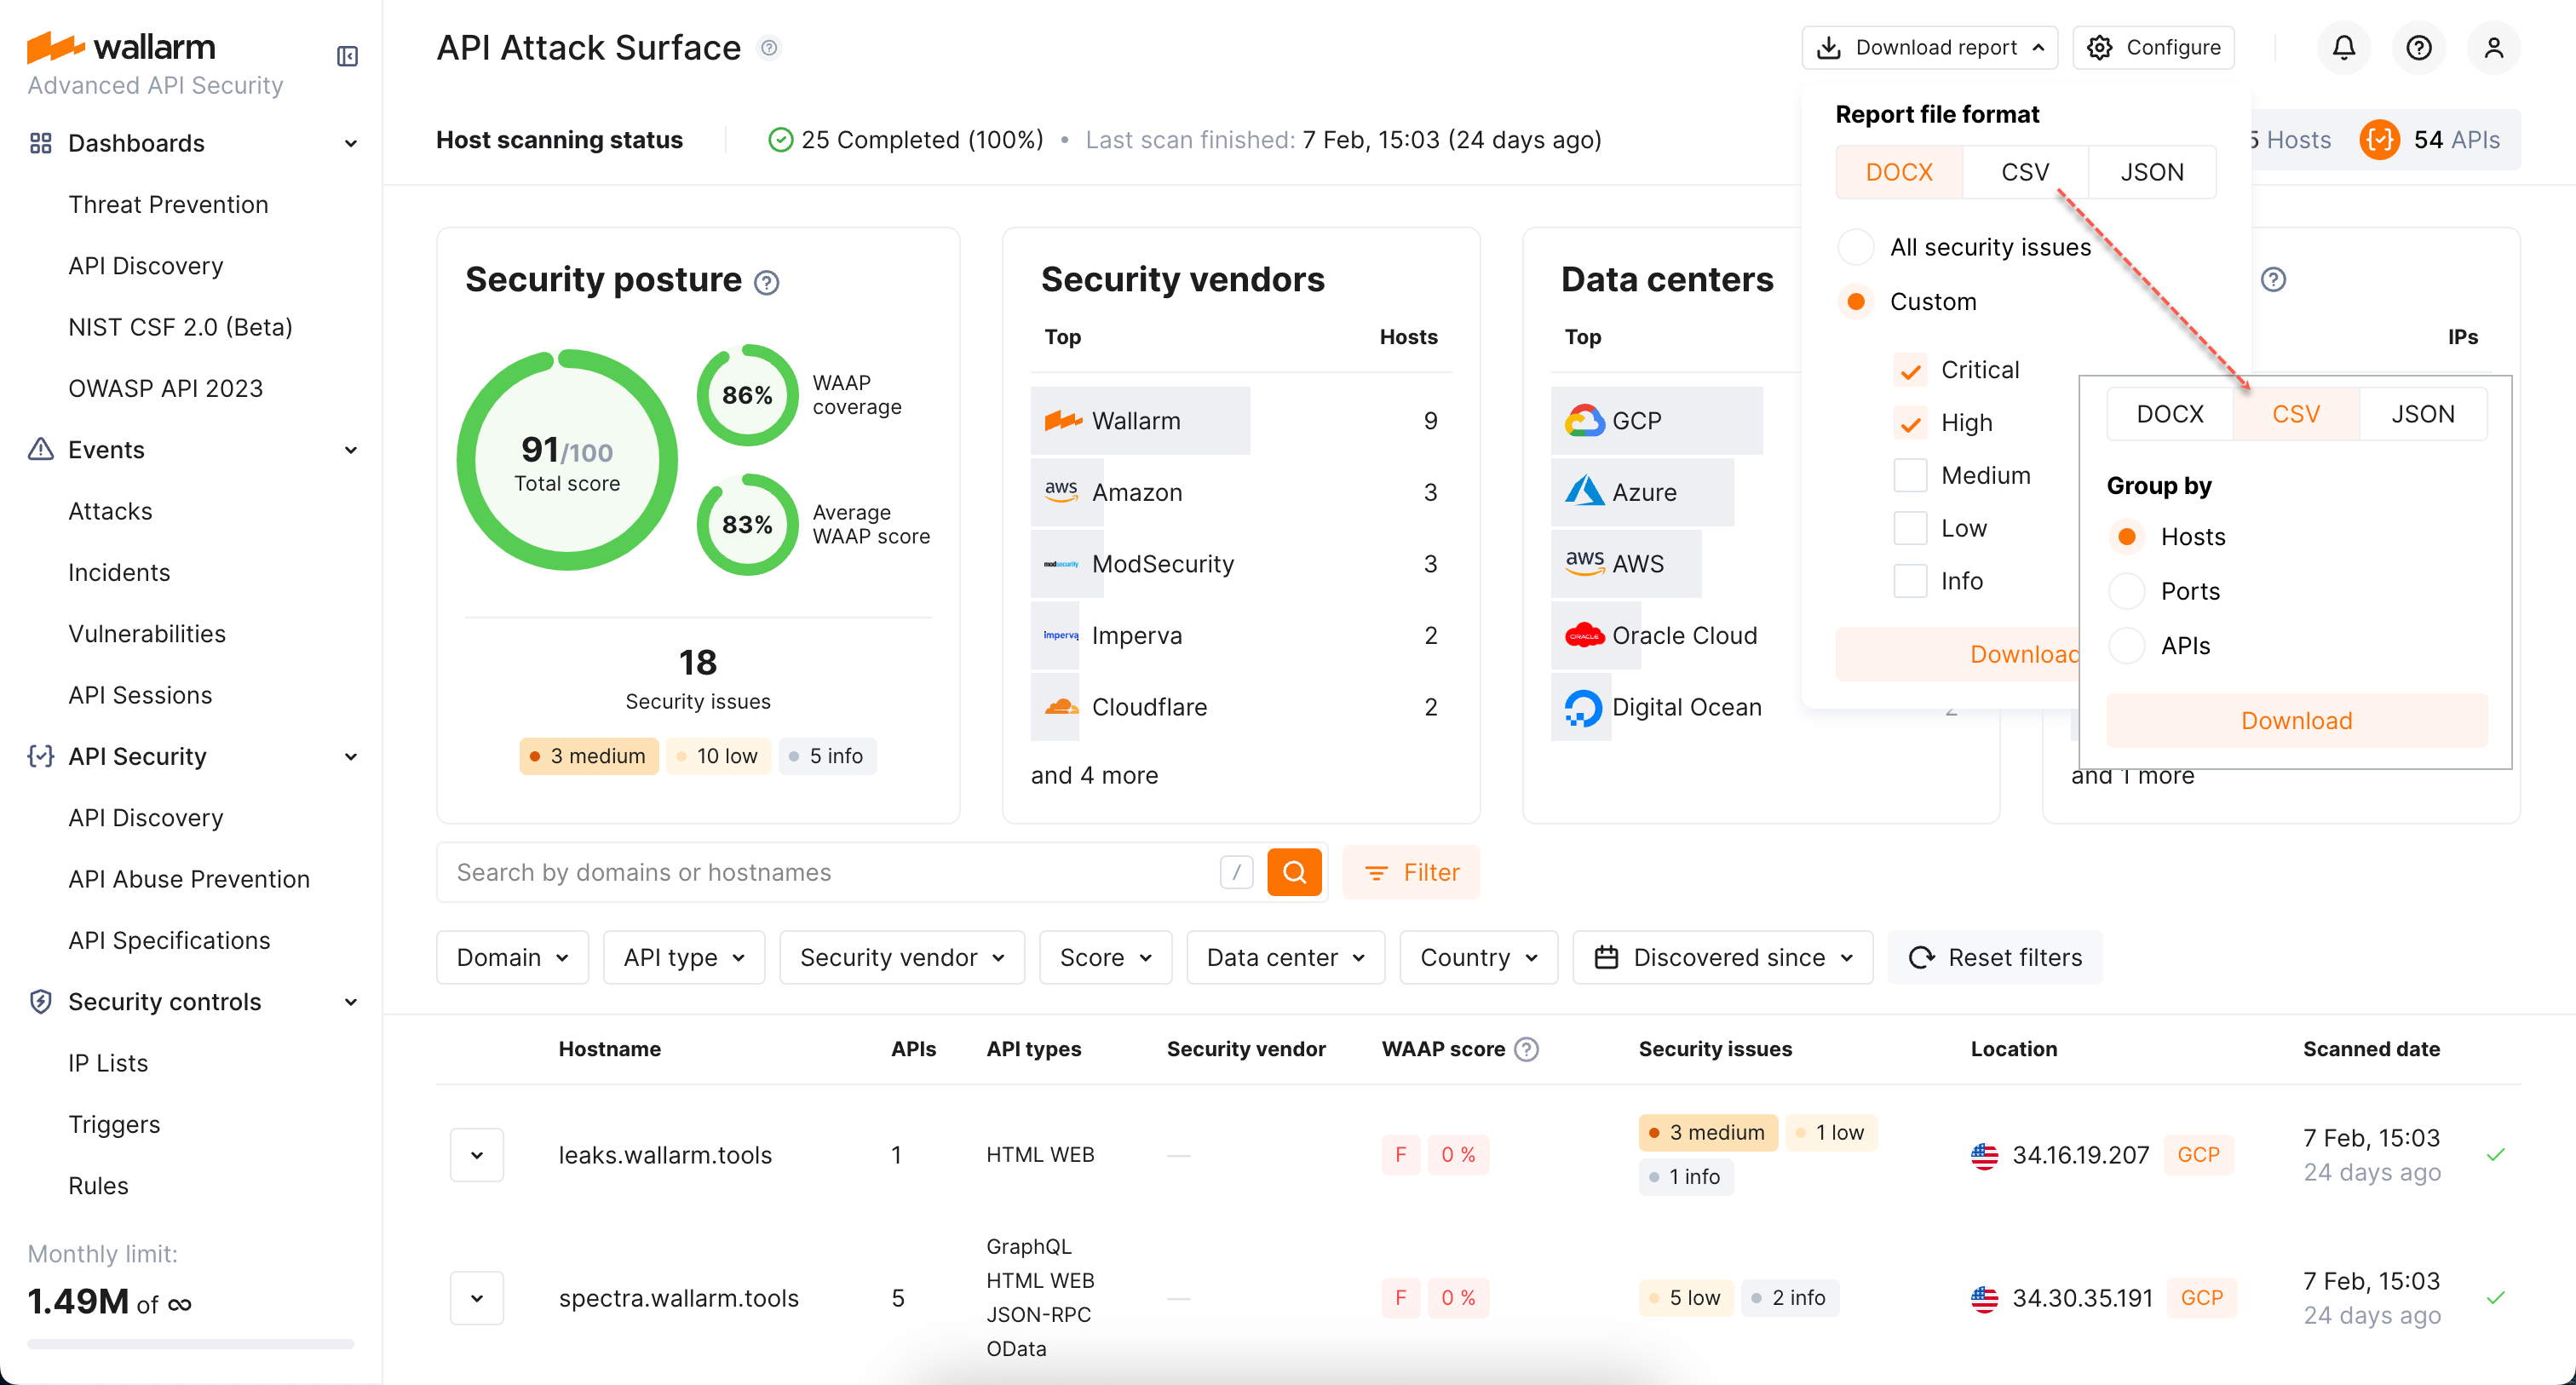 wallarm
Advanced API Security
Dashboards
Threat Prevention
API Discovery
NIST CSF 2.0 (Beta)
OWASP API 2023
Events
Attacks
Incidents
Vulnerabilities
API Sessions
API Security
API Discovery
API Abuse Prevention
API Specifications
Security controls
IP Lists
Triggers
Rules
Monthly limit:
1.49M of ∞
API Attack Surface
Download report
Configure
Host scanning status
25 Completed (100%) • Last scan finished: 7 Feb, 15:03 (24 days ago)
5 Hosts
54 APIs
Report file format
DOCX CSV JSON
All security issues
Custom
Critical
High
Medium
Low
Info
Download
DOCX CSV JSON
Group by
Hosts
Ports
APIs
Download
Security posture
91/100
Total score
86%
WAAP
coverage
83%
Average
WAAP score
18
Security issues
3 medium 10 low 5 info
Security vendors
Top Hosts
Wallarm 9
aws Amazon 3
modsecurity ModSecurity 3
imperva Imperva 2
Cloudflare 2
and 4 more
Data centers
Top
GCP
Azure
aws AWS
ORACLE Oracle Cloud
Digital Ocean 2
IPs
and 1 more
Search by domains or hostnames /
Filter
Domain API type Security vendor Score Data center Country Discovered since Reset filters
Hostname APIs API types Security vendor WAAP score Security issues Location Scanned date
leaks.wallarm.tools 1 HTML WEB — F 0 % 3 medium 1 low
1 info
34.16.19.207 GCP 7 Feb, 15:03
24 days ago
spectra.wallarm.tools 5 GraphQL
HTML WEB
JSON-RPC
OData
— F 0 % 5 low 2 info 34.30.35.191 GCP 7 Feb, 15:03
24 days ago